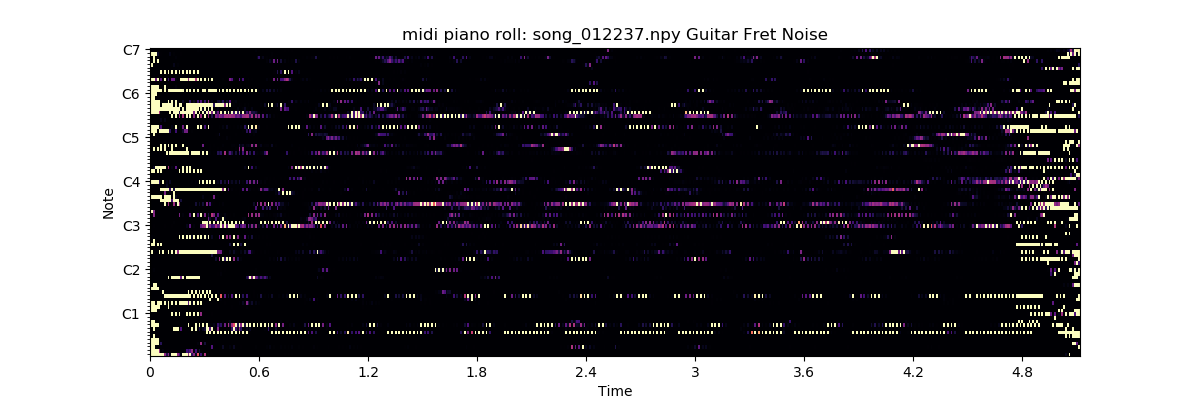 midi piano roll: song_012237.npy Guitar Fret Noise
C7
C6
C5
C4
C3
C2
C1
Note
0 0.6 1.2 1.8 2.4 3 3.6 4.2 4.8
Time